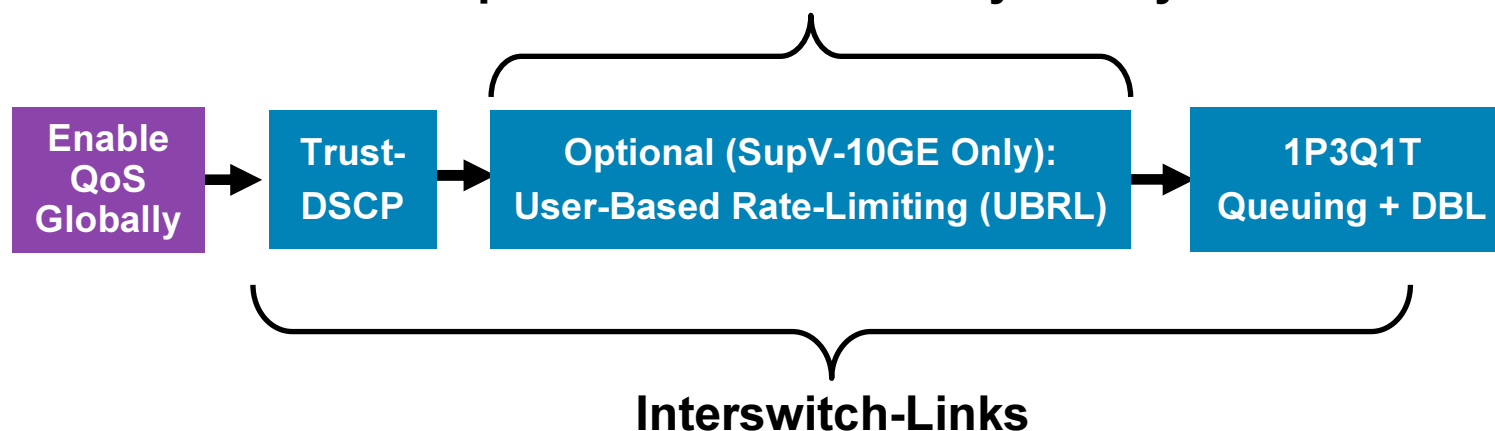 Enable
QoS
Globally
Trust-
DSCP
Optional (SupV-10GE Only):
User-Based Rate-Limiting (UBRL)
1P3Q1T
Queuing + DBL
Interswitch-Links